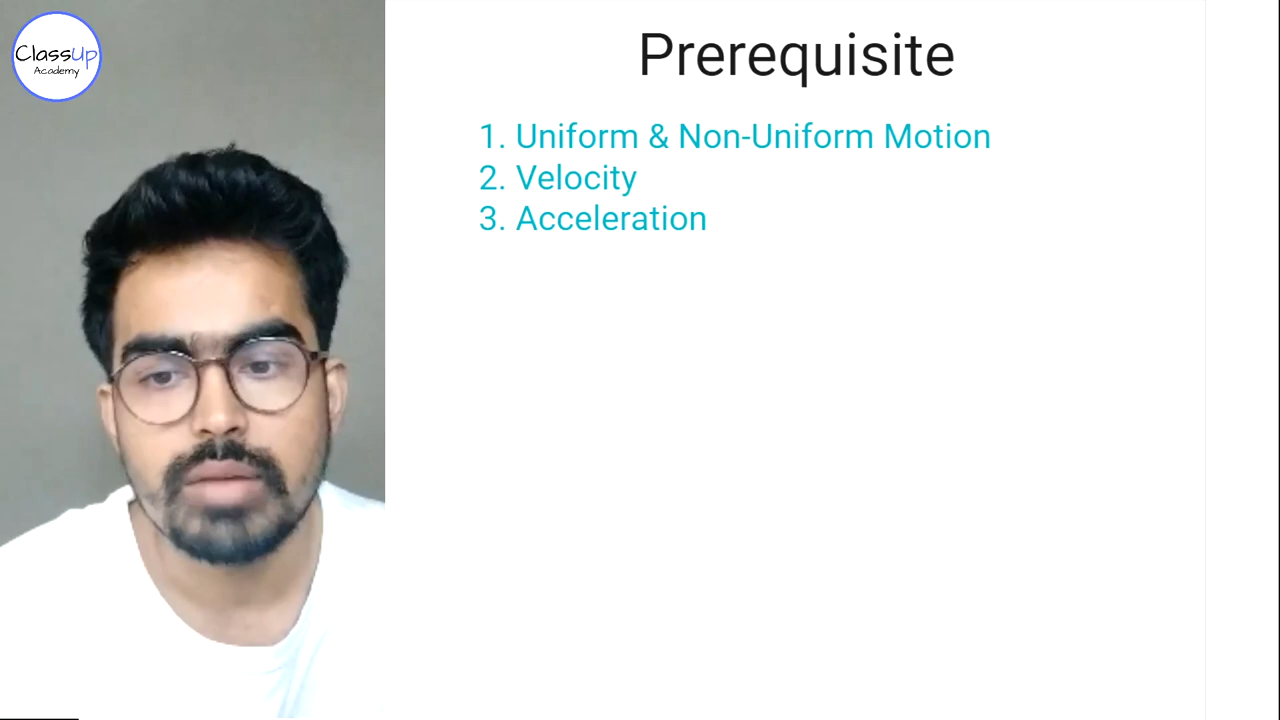 ClassUp
Academy
Prerequisite
1. Uniform & Non-Uniform Motion
2. Velocity
3. Acceleration